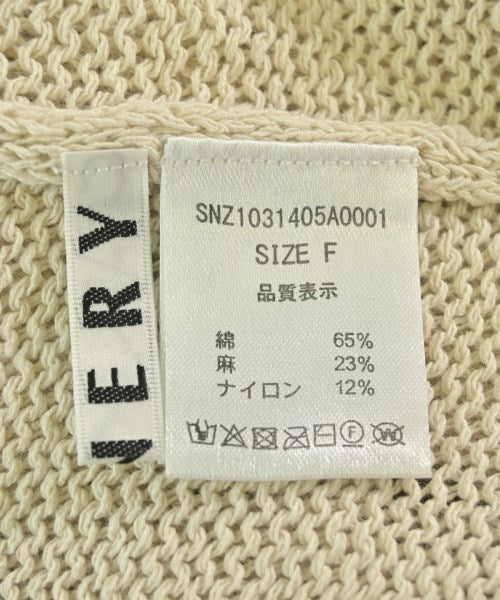 ERY
SNZ1031405A0001
SIZE F
品質表示
綿 65%
麻 23%
ナイロン 12%